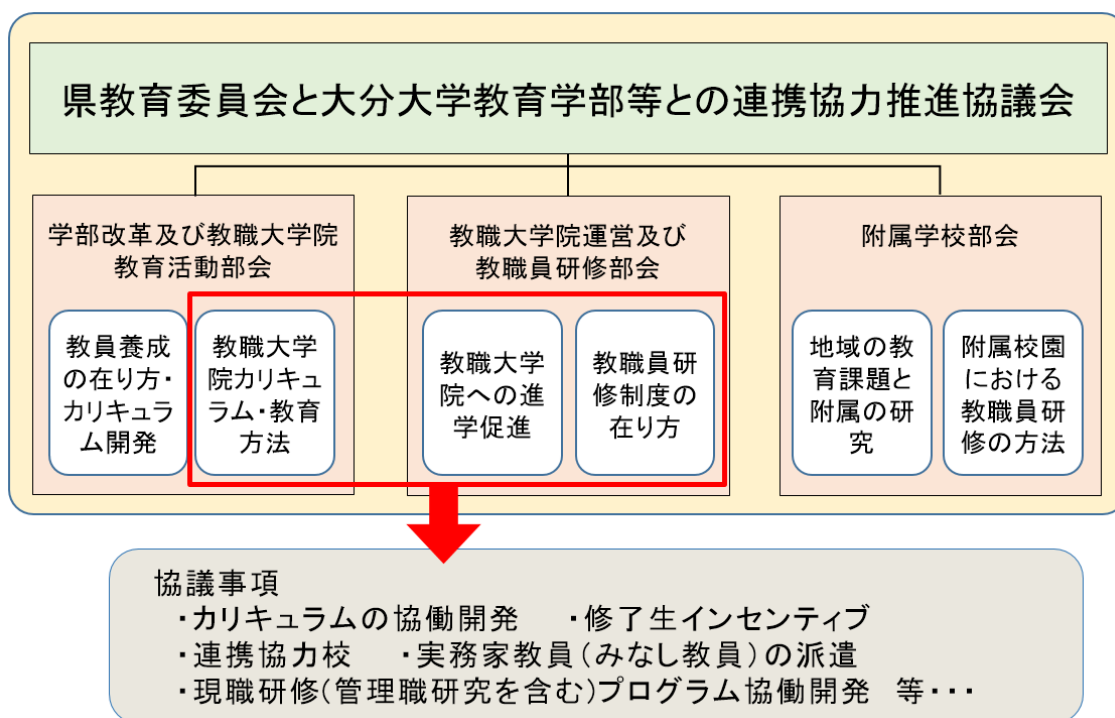 県教育委員会と大分大学教育学部等との連携協力推進協議会
学部改革及び教職大学院
教育活動部会
教員養成
の在り方・
カリキュラ
ム開発
教職大学
院カリキュ
ラム・教育
方法
教職大学院運営及び
教職員研修部会
教職大学
院への進
学促進
教職員研
修制度の
在り方
附属学校部会
地域の教
育課題と
附属の研
究
附属校園
における
教職員研
修の方法
協議事項
・カリキュラムの協働開発　・修了生インセンティブ
・連携協力校　・実務家教員(みなし教員)の派遣
・現職研修(管理職研究を含む)プログラム協働開発　等・・・